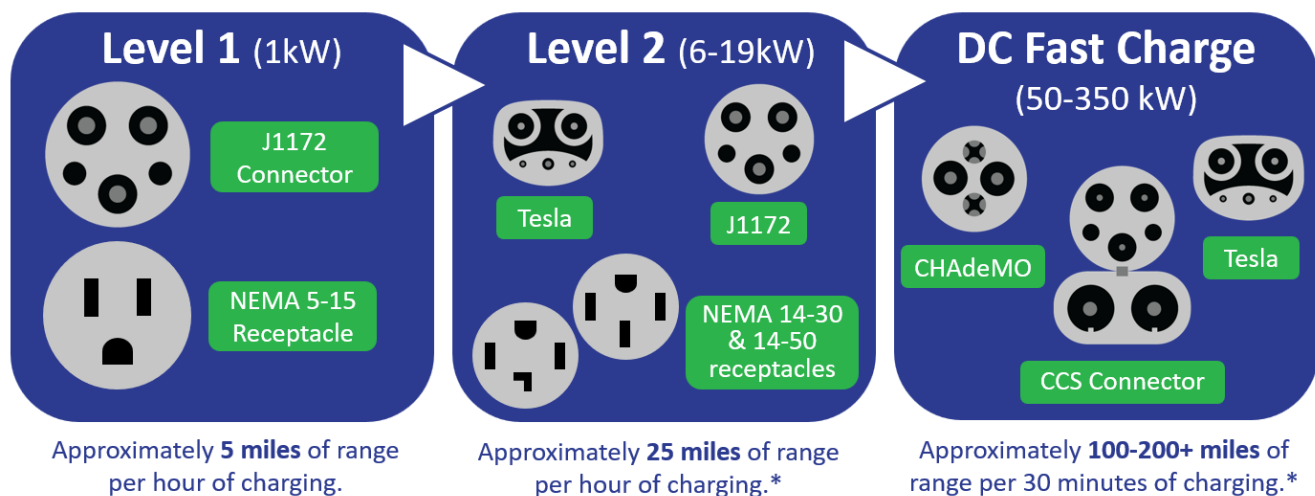 Level 1 (1kW)
J1172
Connector
NEMA 5-15
Receptacle
Approximately 5 miles of range
per hour of charging.
Level 2 (6-19kW)
Tesla
J1172
NEMA 14-30
& 14-50
receptacles
Approximately 25 miles of range
per hour of charging.*
DC Fast Charge
(50-350 kW)
CHAdeMO
Tesla
CCS Connector
Approximately 100-200+ miles of
range per 30 minutes of charging.*